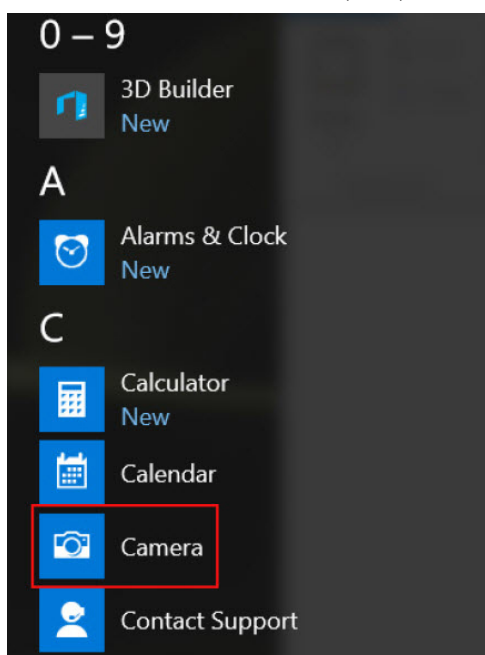 0 – 9
3D Builder
New
A
Alarms & Clock
New
C
Calculator
New
Calendar
Camera
Contact Support